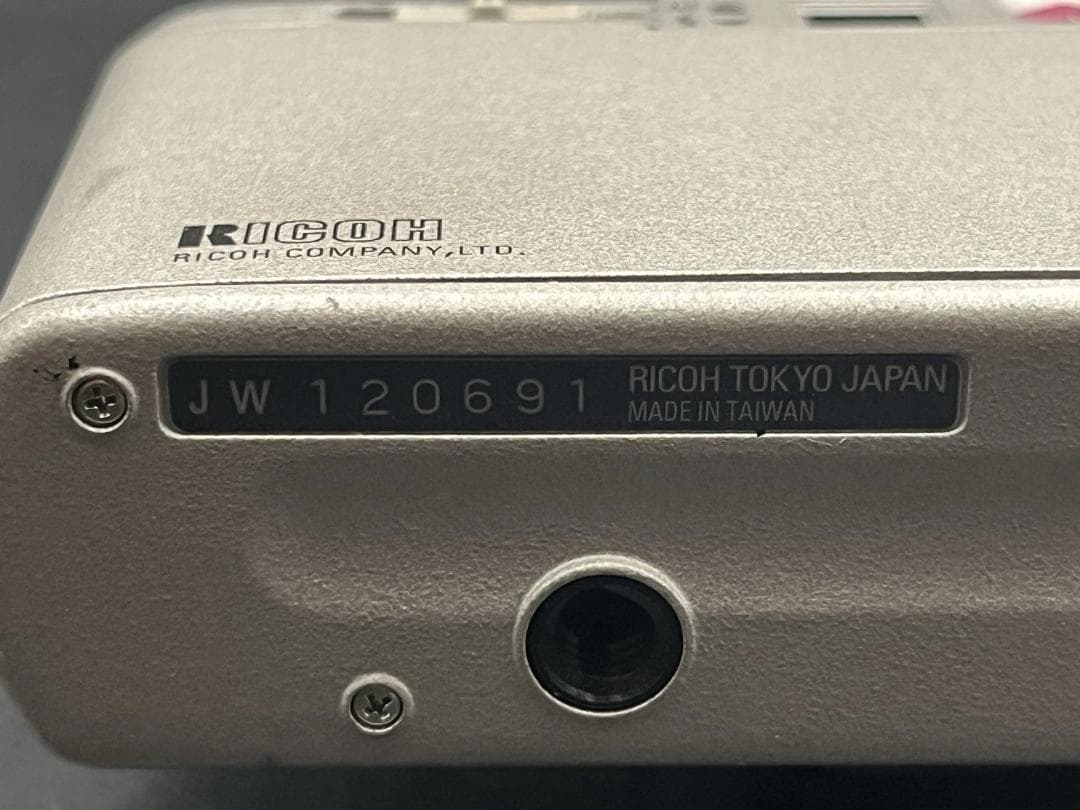 RICOH
RICOH COMPANY, LTD.
JW 120691
RICOH TOKYO JAPAN
MADE IN TAIWAN